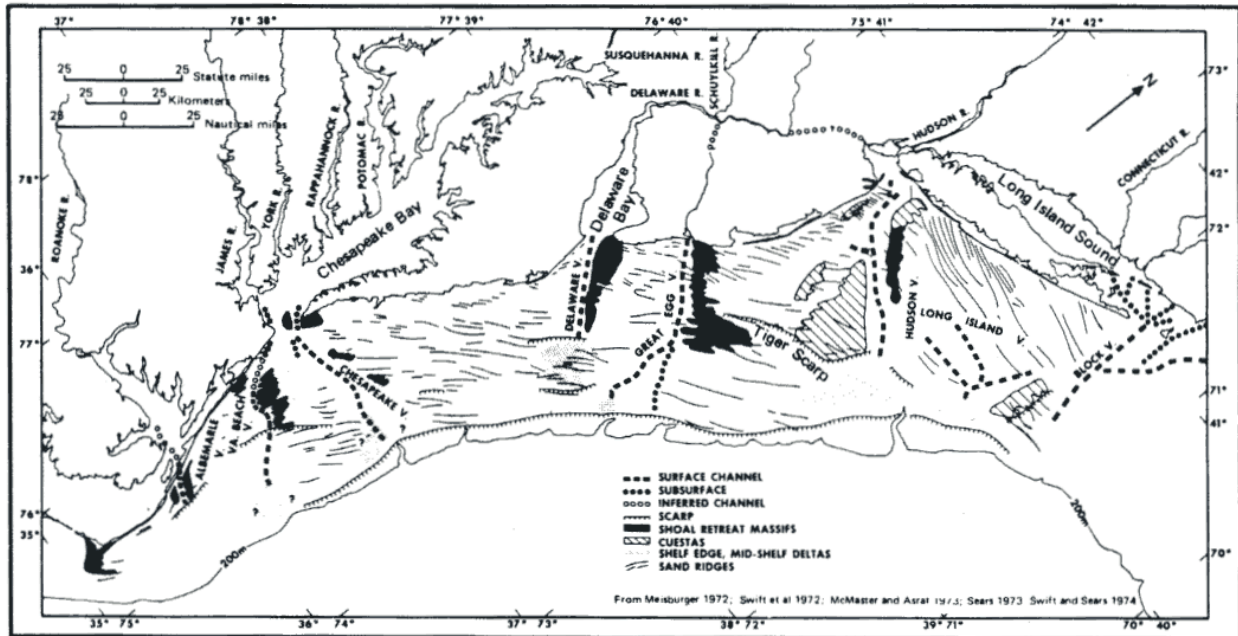 37° 78° 38° 77° 39° 76° 40° 75° 41° 74° 42°
25 0 25
Statute miles
Kilometers
25 0 25
Nautical miles
SUSQUEHANNA R.
DELAWARE R.
SCHUYLKILL R.
HUDSON R.
N
73°
CONNECTICUT R.
42°
72°
78°
36°
77°
76°
35°
ROANOKE R.
JAMES R.
YORK R.
RAPPAHANNOCK R.
POTOMAC R.
Chesapeake Bay
Delaware Bay
Long Island Sound
DELAWARE V.
GREAT EGG V.
Tiger Scarp
HUDSON V.
LONG ISLAND V.
BLOCK V.
71°
41°
CHESAPEAKE V.
VA. BEACH V.
ALBEMARLE V.
? ? ? ?
200m
200m
70°
SURFACE CHANNEL
SUBSURFACE
INFERRED CHANNEL
SCARP
SHOAL RETREAT MASSIFS
CUESTAS
SHELF EDGE, MID-SHELF DELTAS
SAND RIDGES
From Meisburger 1972; Swift et al 1972; McMaster and Asraf 1973; Sears 1973 Swift and Sears 1974
35° 75° 36° 74° 37° 73° 38° 72° 39° 71° 70° 40°